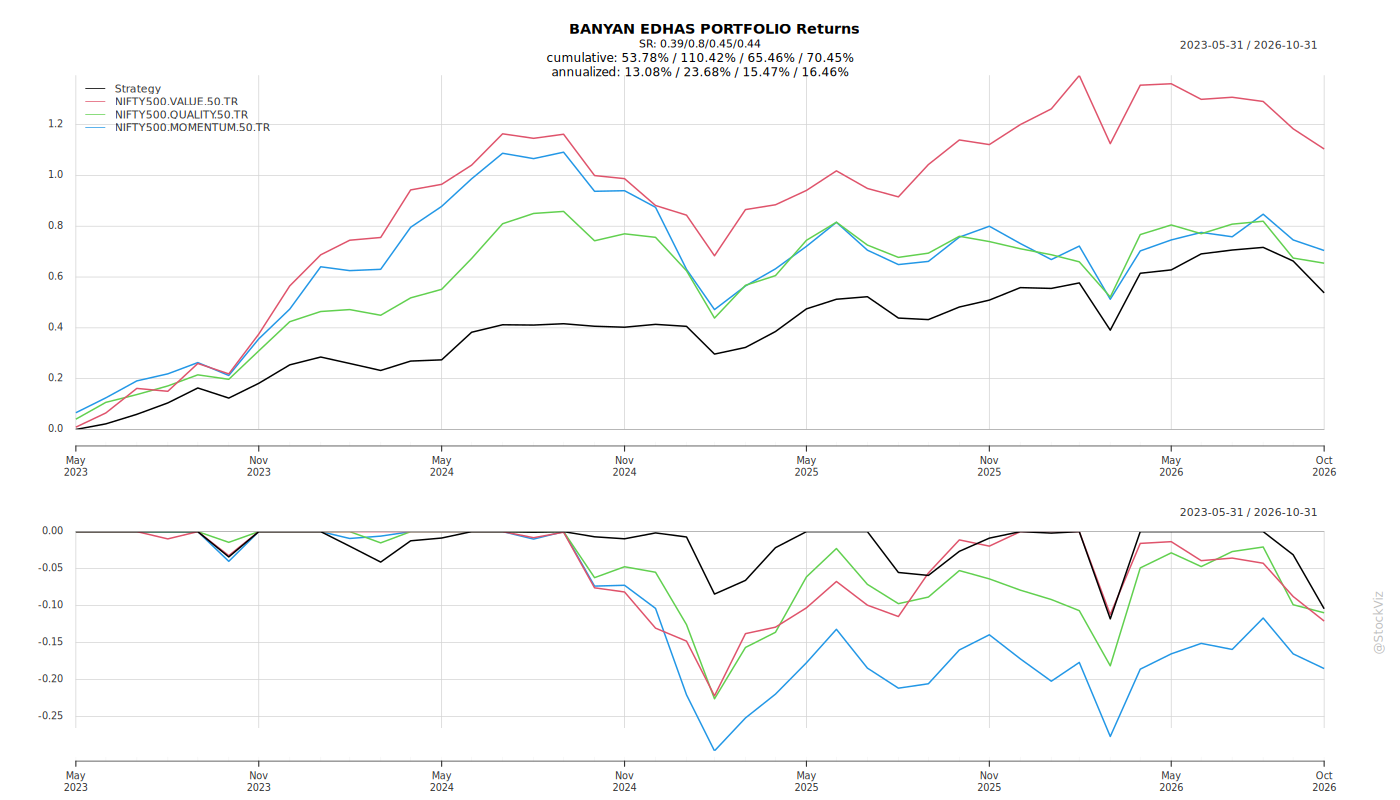 BANYAN EDHAS PORTFOLIO Returns
SR: 0.39/0.8/0.45/0.44
cumulative: 53.78% / 110.42% / 65.46% / 70.45%
annualized: 13.08% / 23.68% / 15.47% / 16.46%
2023-05-31 / 2026-10-31
Strategy
NIFTY500.VALUE.50.TR
NIFTY500.QUALITY50.TR
NIFTY500.MOMENTUM.50.TR
1.2
1.0
0.8
0.6
0.4
0.2
0.0
May 2023
Nov 2023
May 2024
Nov 2024
May 2025
Nov 2025
May 2026
Oct 2026
2023-05-31 / 2026-10-31
0.00
-0.05
-0.10
-0.15
-0.20
-0.25
May 2023
Nov 2023
May 2024
Nov 2024
May 2025
Nov 2025
May 2026
Oct 2026
@StockViz